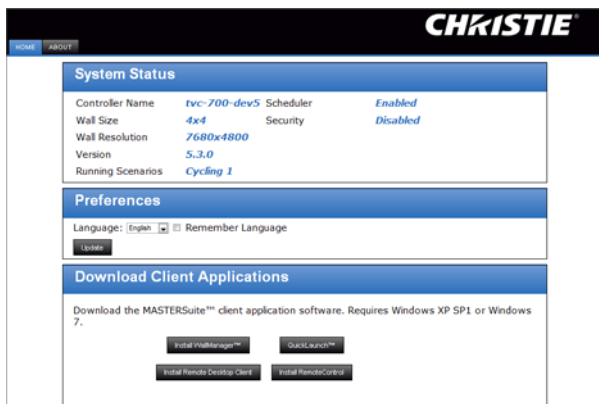 CHRISTIE®
HOME ABOUT
System Status
Controller Name tvc-700-dev5 Scheduler Enabled
Wall Size 4x4 Security Disabled
Wall Resolution 7680x4800
Version 5.3.0
Running Scenarios Cycling 1
Preferences
Language: English Remember Language
Update
Download Client Applications
Download the MASTERSuite™ client application software. Requires Windows XP SP1 or Windows
7.
Install WallManager™ QuickLaunch™
Install Remote Desktop Client Install RemoteControl